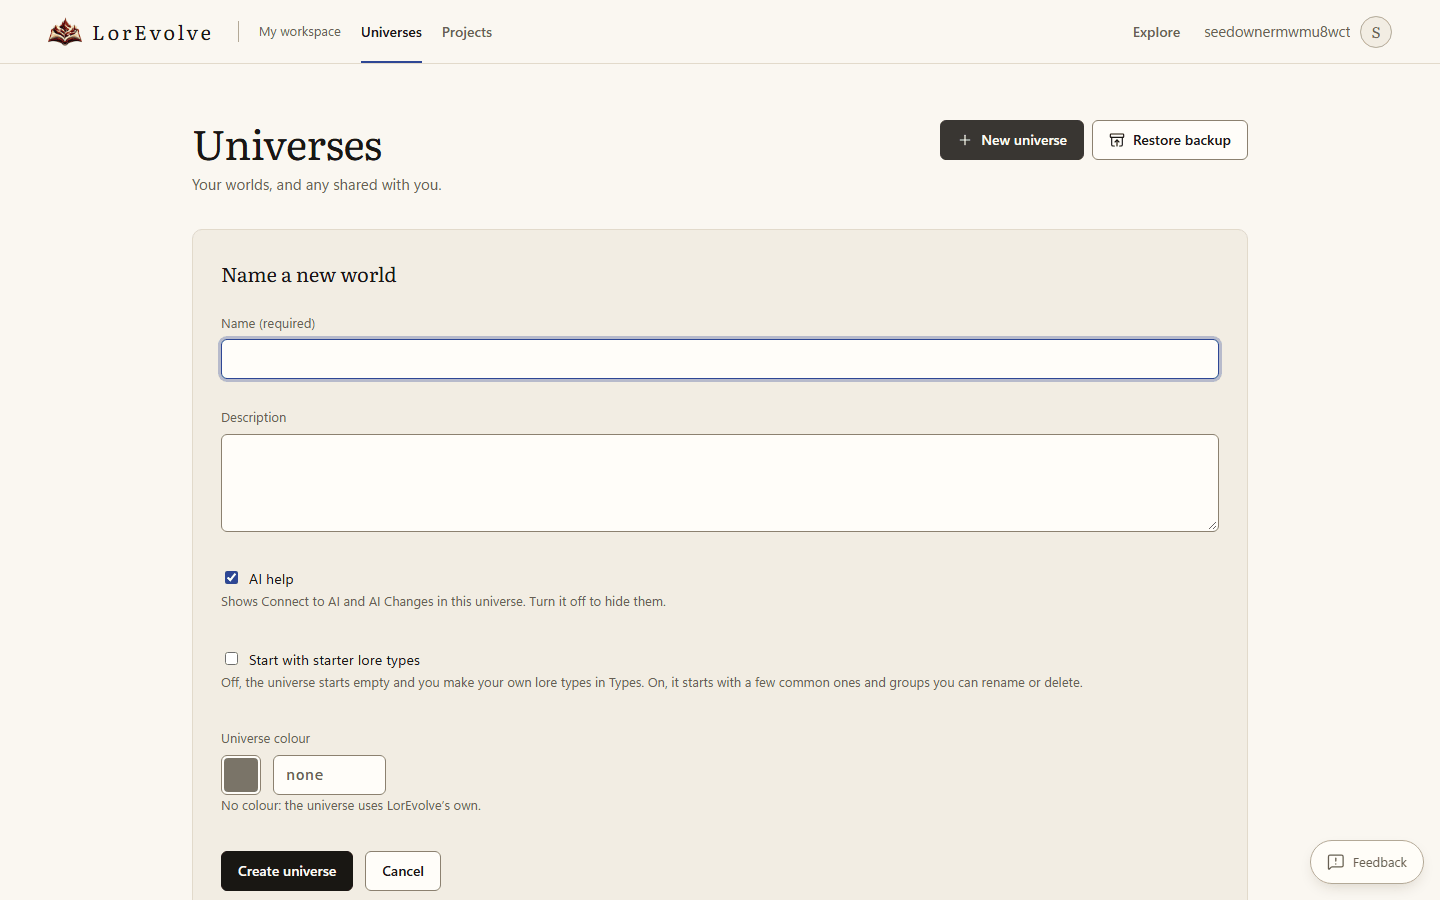 LorEvolve
My workspace
Universes
Projects
Explore
seedownermwmu8wct
S
Universes
Your worlds, and any shared with you.
New universe
Restore backup
Name a new world
Name (required)
Description
AI help
Shows Connect to AI and AI Changes in this universe. Turn it off to hide them.
Start with starter lore types
Off, the universe starts empty and you make your own lore types in Types. On, it starts with a few common ones and groups you can rename or delete.
Universe colour
none
No colour: the universe uses LorEvolve’s own.
Create universe
Cancel
Feedback